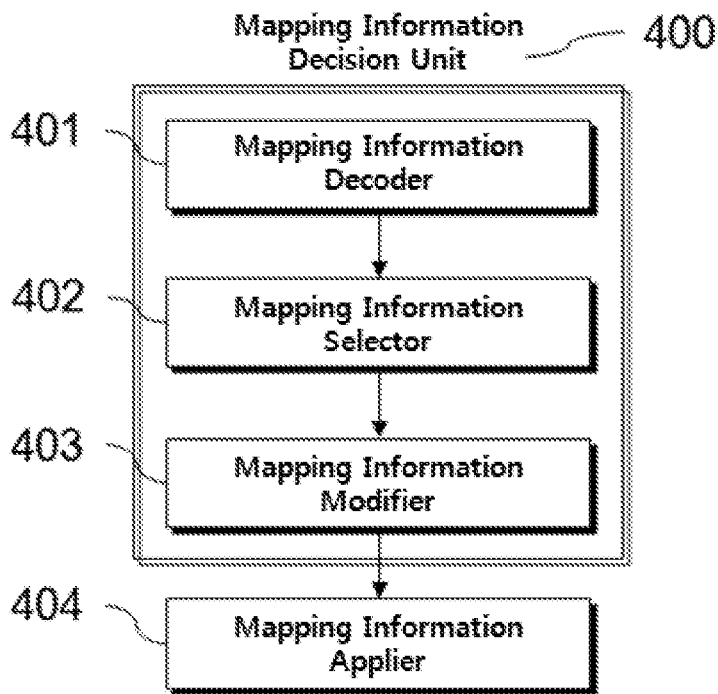 Mapping Information
Decision Unit
400
401
Mapping Information
Decoder
402
Mapping Information
Selector
403
Mapping Information
Modifier
404
Mapping Information
Applier